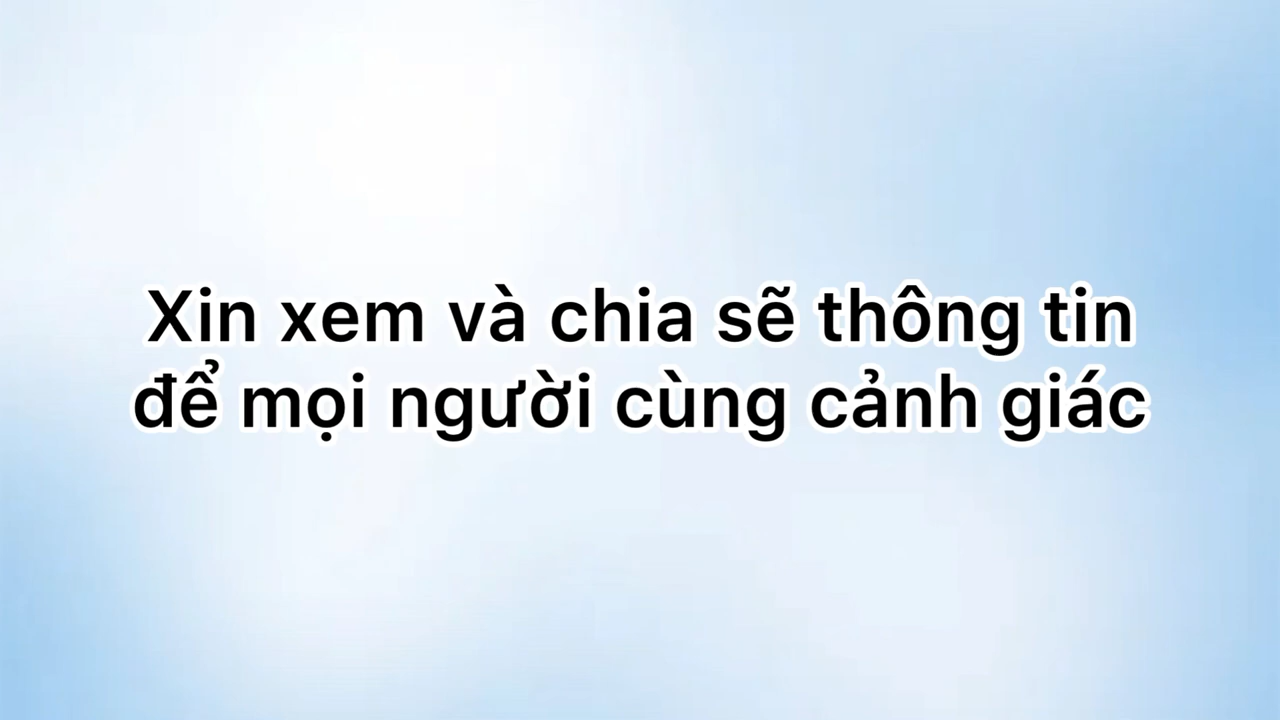 Xin xem và chia sẽ thông tin
để mọi người cùng cảnh giác